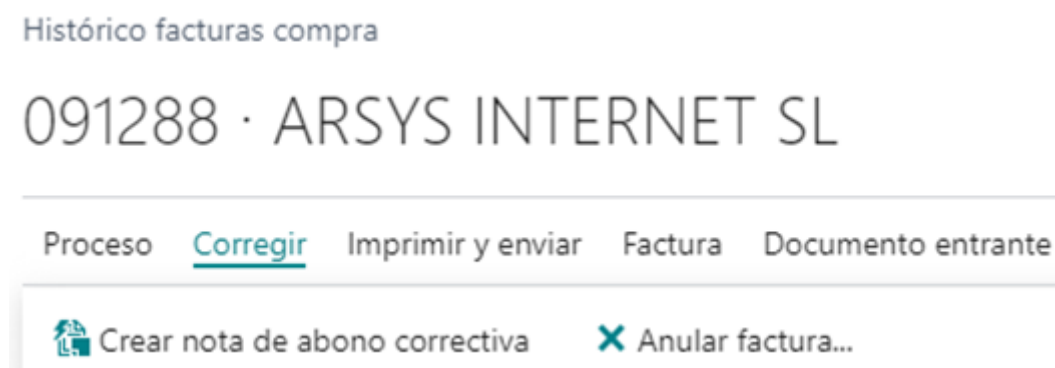 Histórico facturas compra
091288 · ARSYS INTERNET SL
Proceso Corregir Imprimir y enviar Factura Documento entrante
Crear nota de abono correctiva Anular factura...